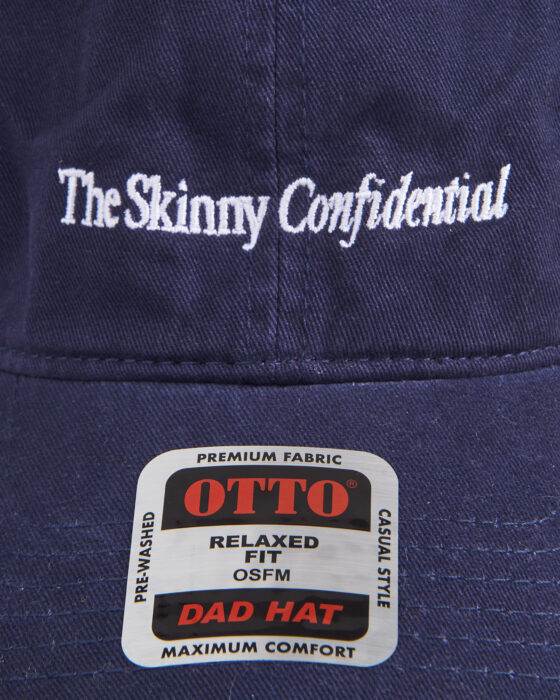 The Skinny Confidential
PREMIUM FABRIC
OTTO®
PRE-WASHED
RELAXED
FIT
OSFM
CASUAL STYLE
DAD HAT
MAXIMUM COMFORT